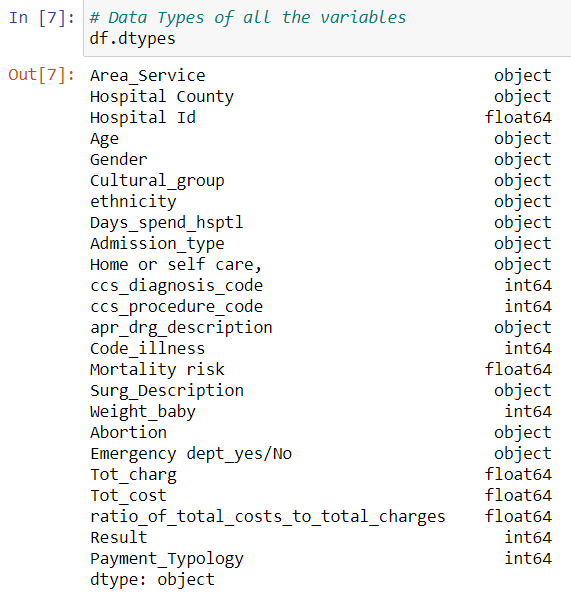 In [7]: # Data Types of all the variables
df.dtypes
Out[7]: Area_Service object
Hospital County object
Hospital Id float64
Age object
Gender object
Cultural_group object
ethnicity object
Days_spend_hsptl object
Admission_type object
Home or self care, object
ccs_diagnosis_code int64
ccs_procedure_code int64
apr_drg_description object
Code_illness int64
Mortality risk float64
Surg_Description object
Weight_baby int64
Abortion object
Emergency dept_yes/No object
Tot_charg float64
Tot_cost float64
ratio_of_total_costs_to_total_charges float64
Result int64
Payment_Typology int64
dtype: object